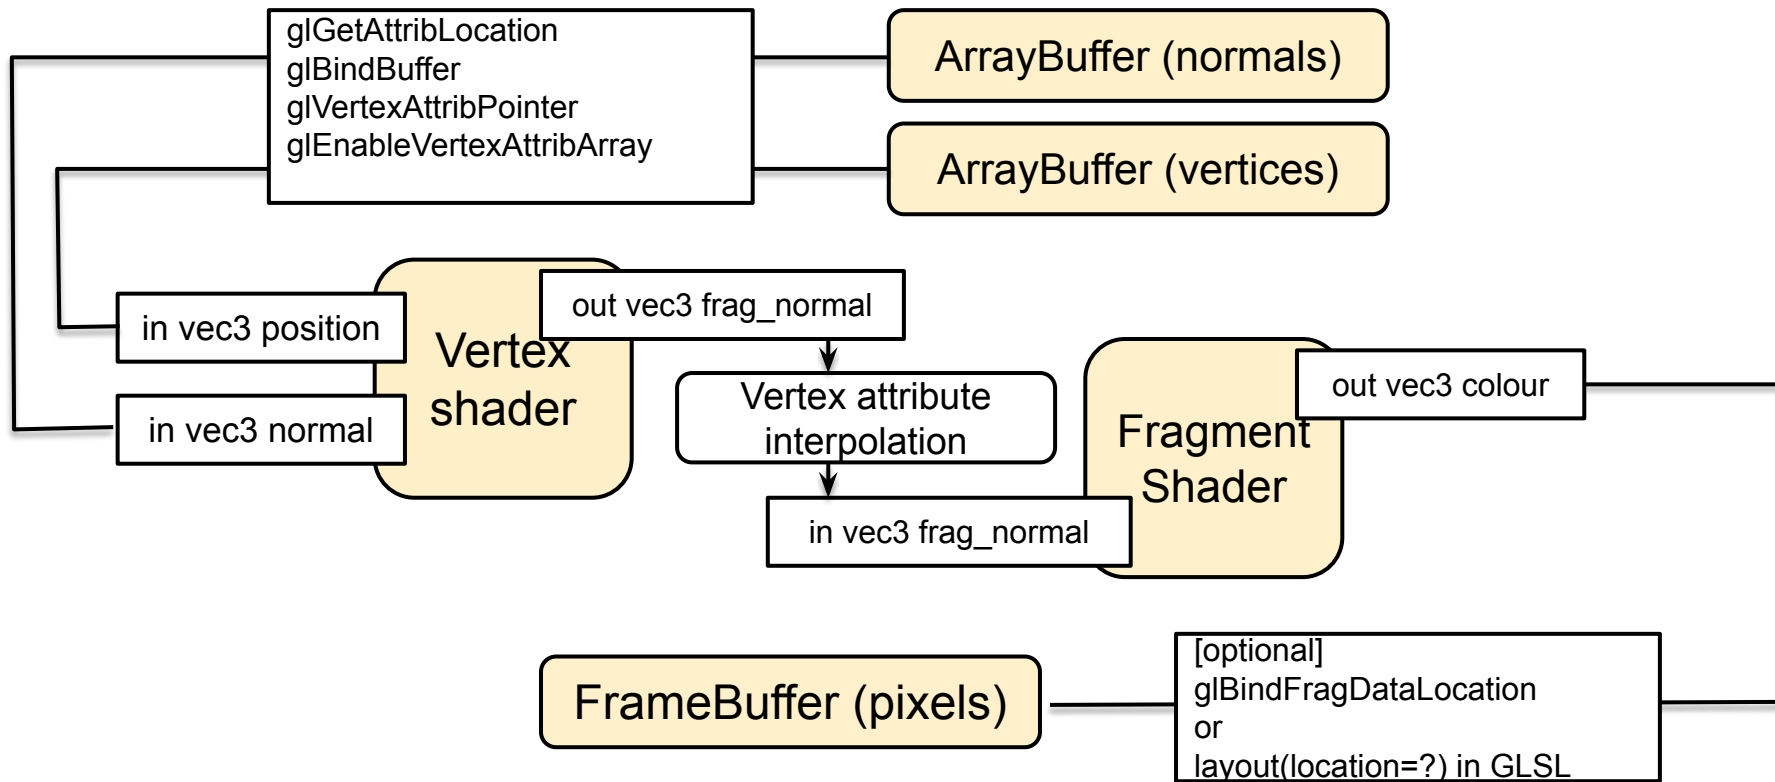 glGetAttribLocation
glBindBuffer
glVertexAttribPointer
glEnableVertexAttribArray
ArrayBuffer (normals)
ArrayBuffer (vertices)
in vec3 position
in vec3 normal
Vertex
shader
out vec3 frag_normal
Vertex attribute
interpolation
in vec3 frag_normal
Fragment
Shader
out vec3 colour
FrameBuffer (pixels)
[optional]
glBindFragDataLocation
or
layout(location=?) in GLSL